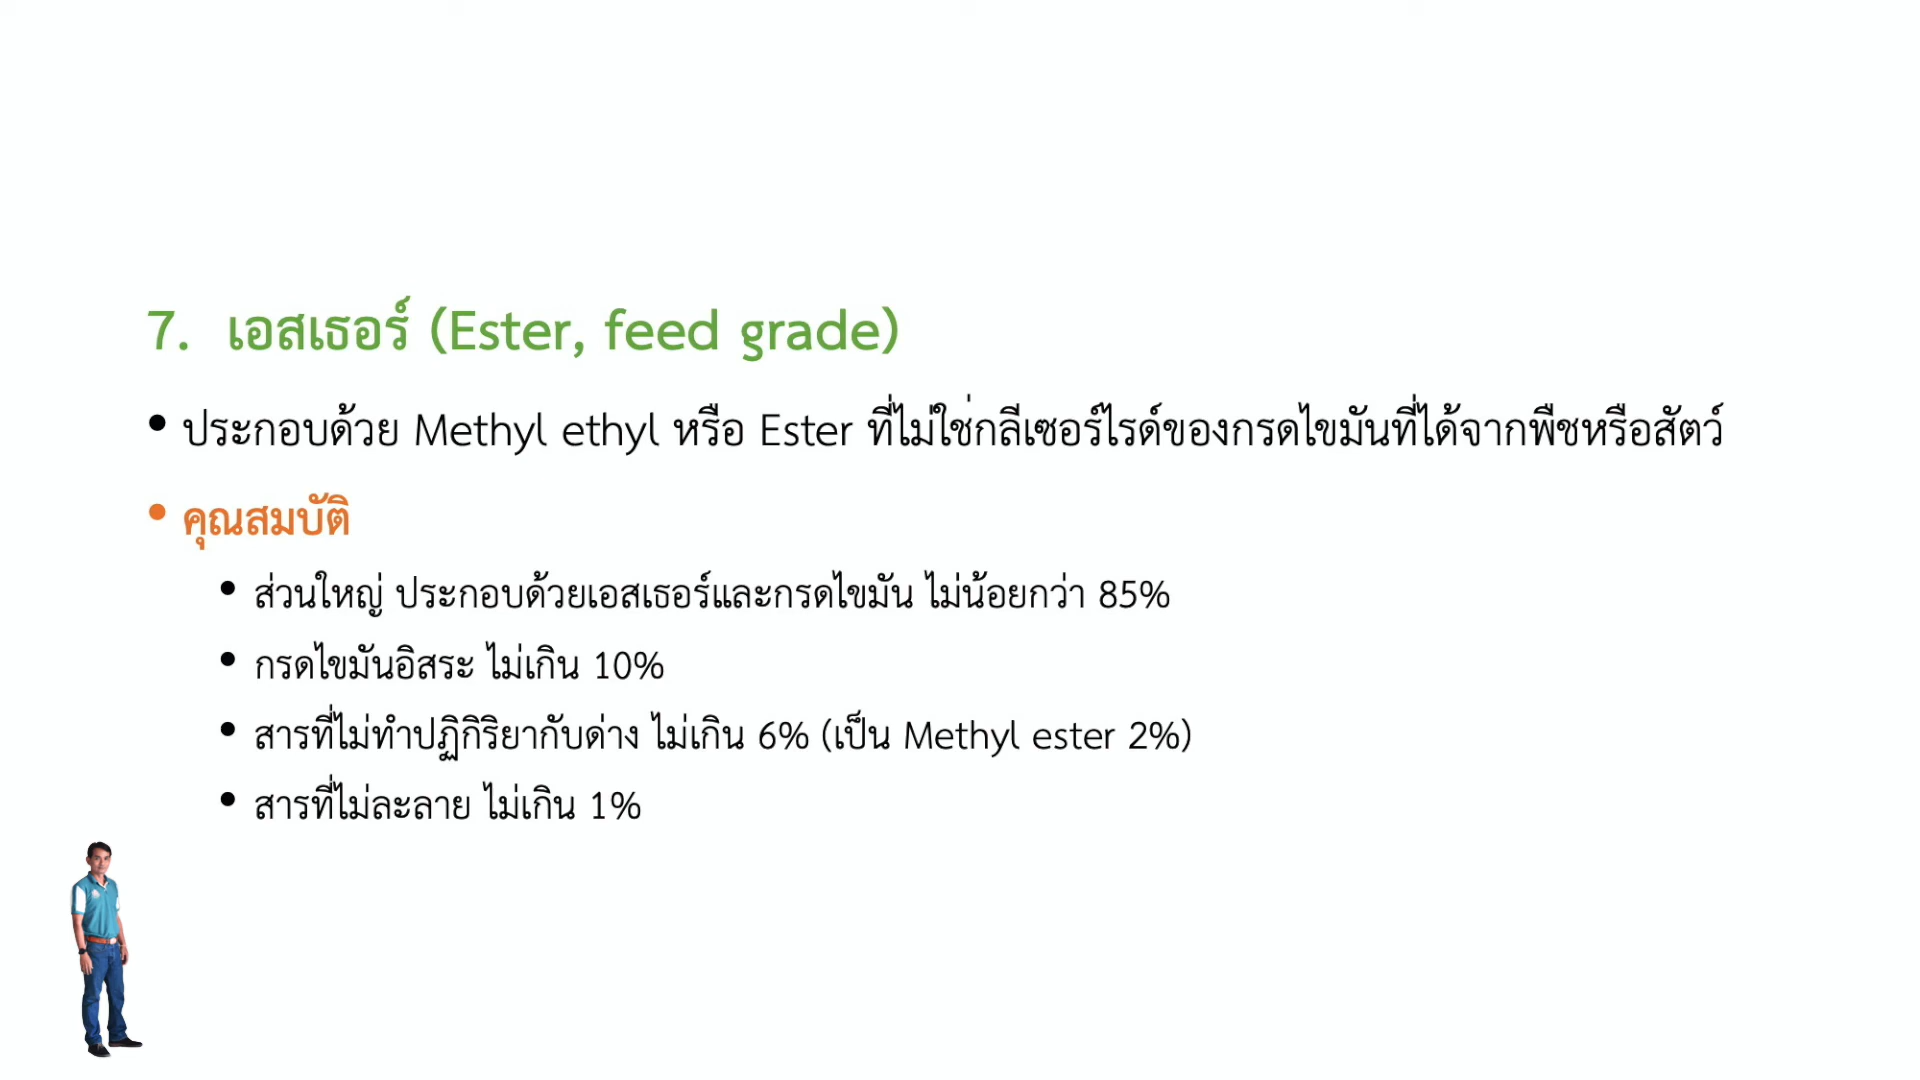 7. เอสเธอร์ (Ester, feed grade)
• ประกอบด้วย Methyl ethyl หรือ Ester ที่ไม่ใช่กลีเซอร์ไรด์ของกรดไขมันที่ได้จากพืชหรือสัตว์
• คุณสมบัติ
• ส่วนใหญ่ ประกอบด้วยเอสเธอร์และกรดไขมัน ไม่น้อยกว่า 85%
• กรดไขมันอิสระ ไม่เกิน 10%
• สารที่ไม่ทำปฏิกิริยากับด่าง ไม่เกิน 6% (เป็น Methyl ester 2%)
• สารที่ไม่ละลาย ไม่เกิน 1%